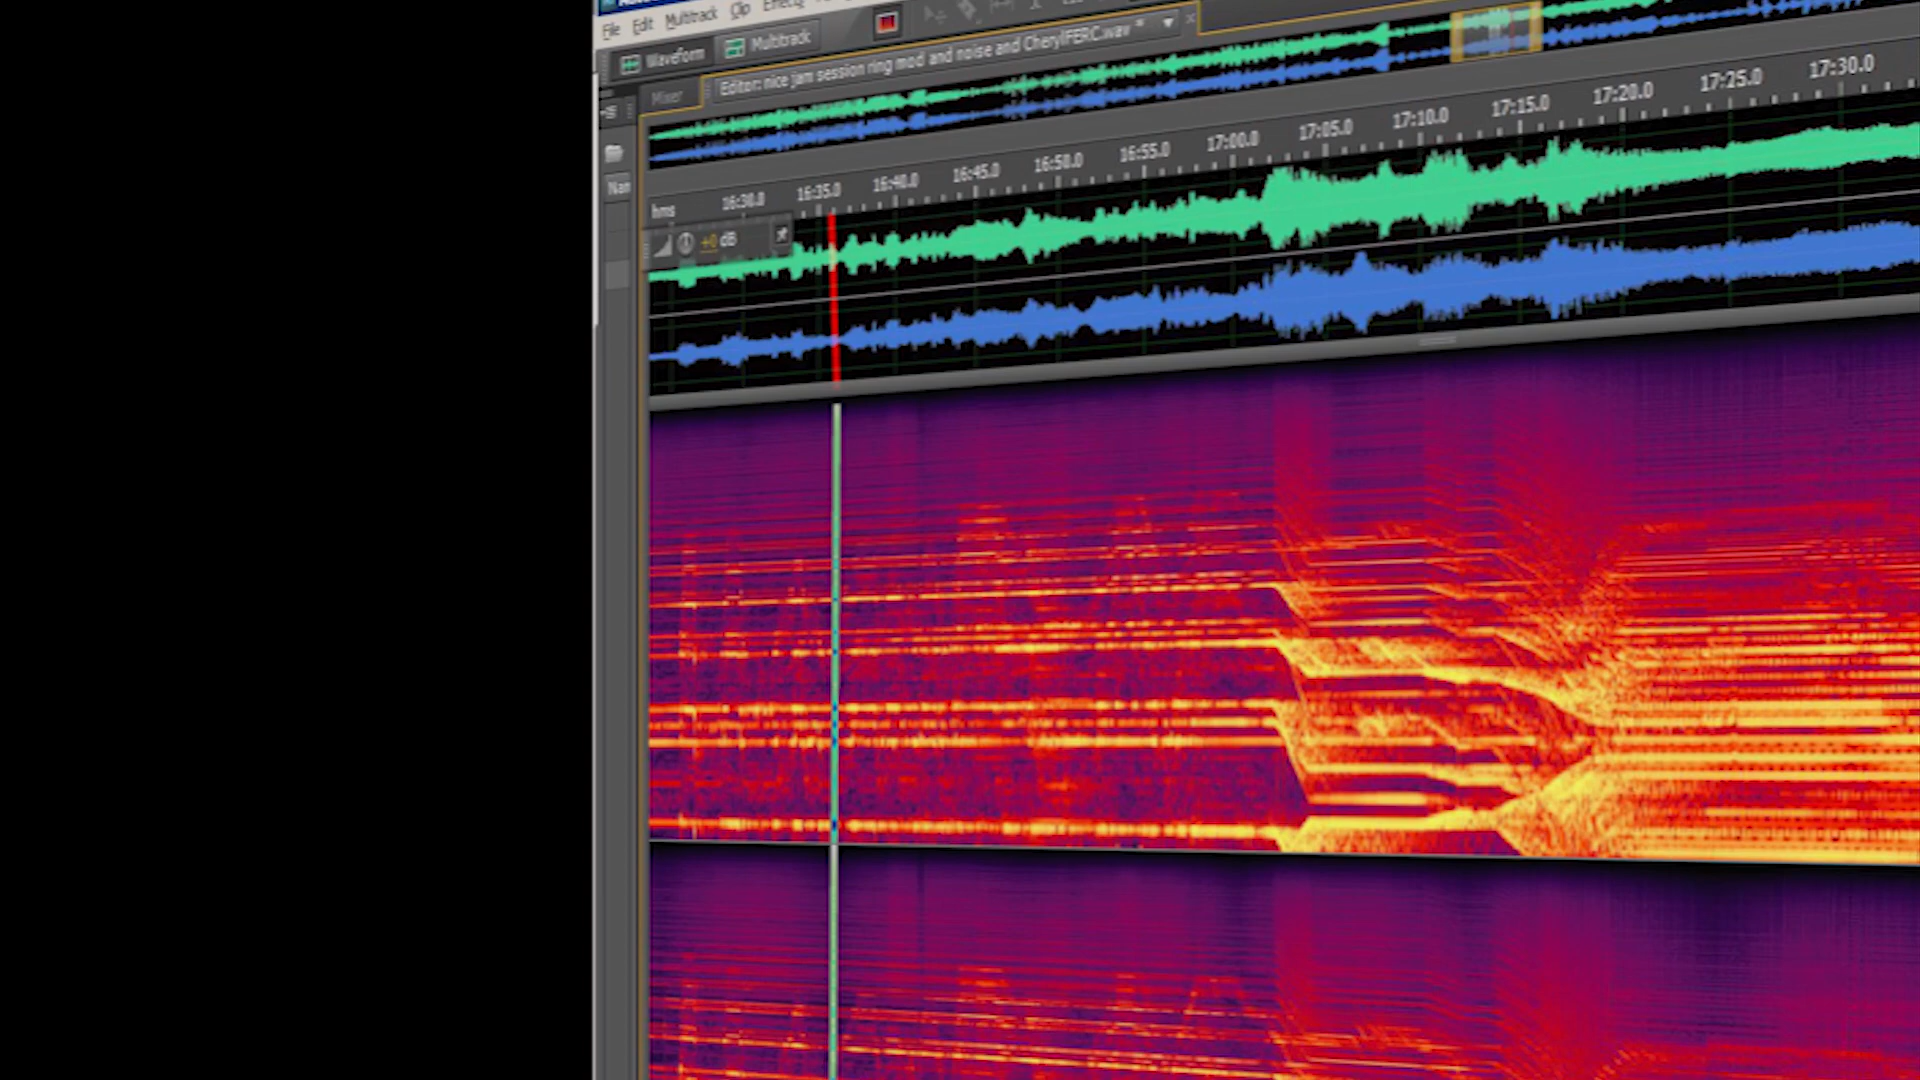 File Edit Multitrack Clip Effects
Waveform Multitrack
Mixer Editor: nice jam session ring mod and noise and CherylFERC.wav *
hms 16:30.0 16:35.0 16:40.0 16:45.0 16:50.0 16:55.0 17:00.0 17:05.0 17:10.0 17:15.0 17:20.0 17:25.0 17:30.0
Nan
+0 dB